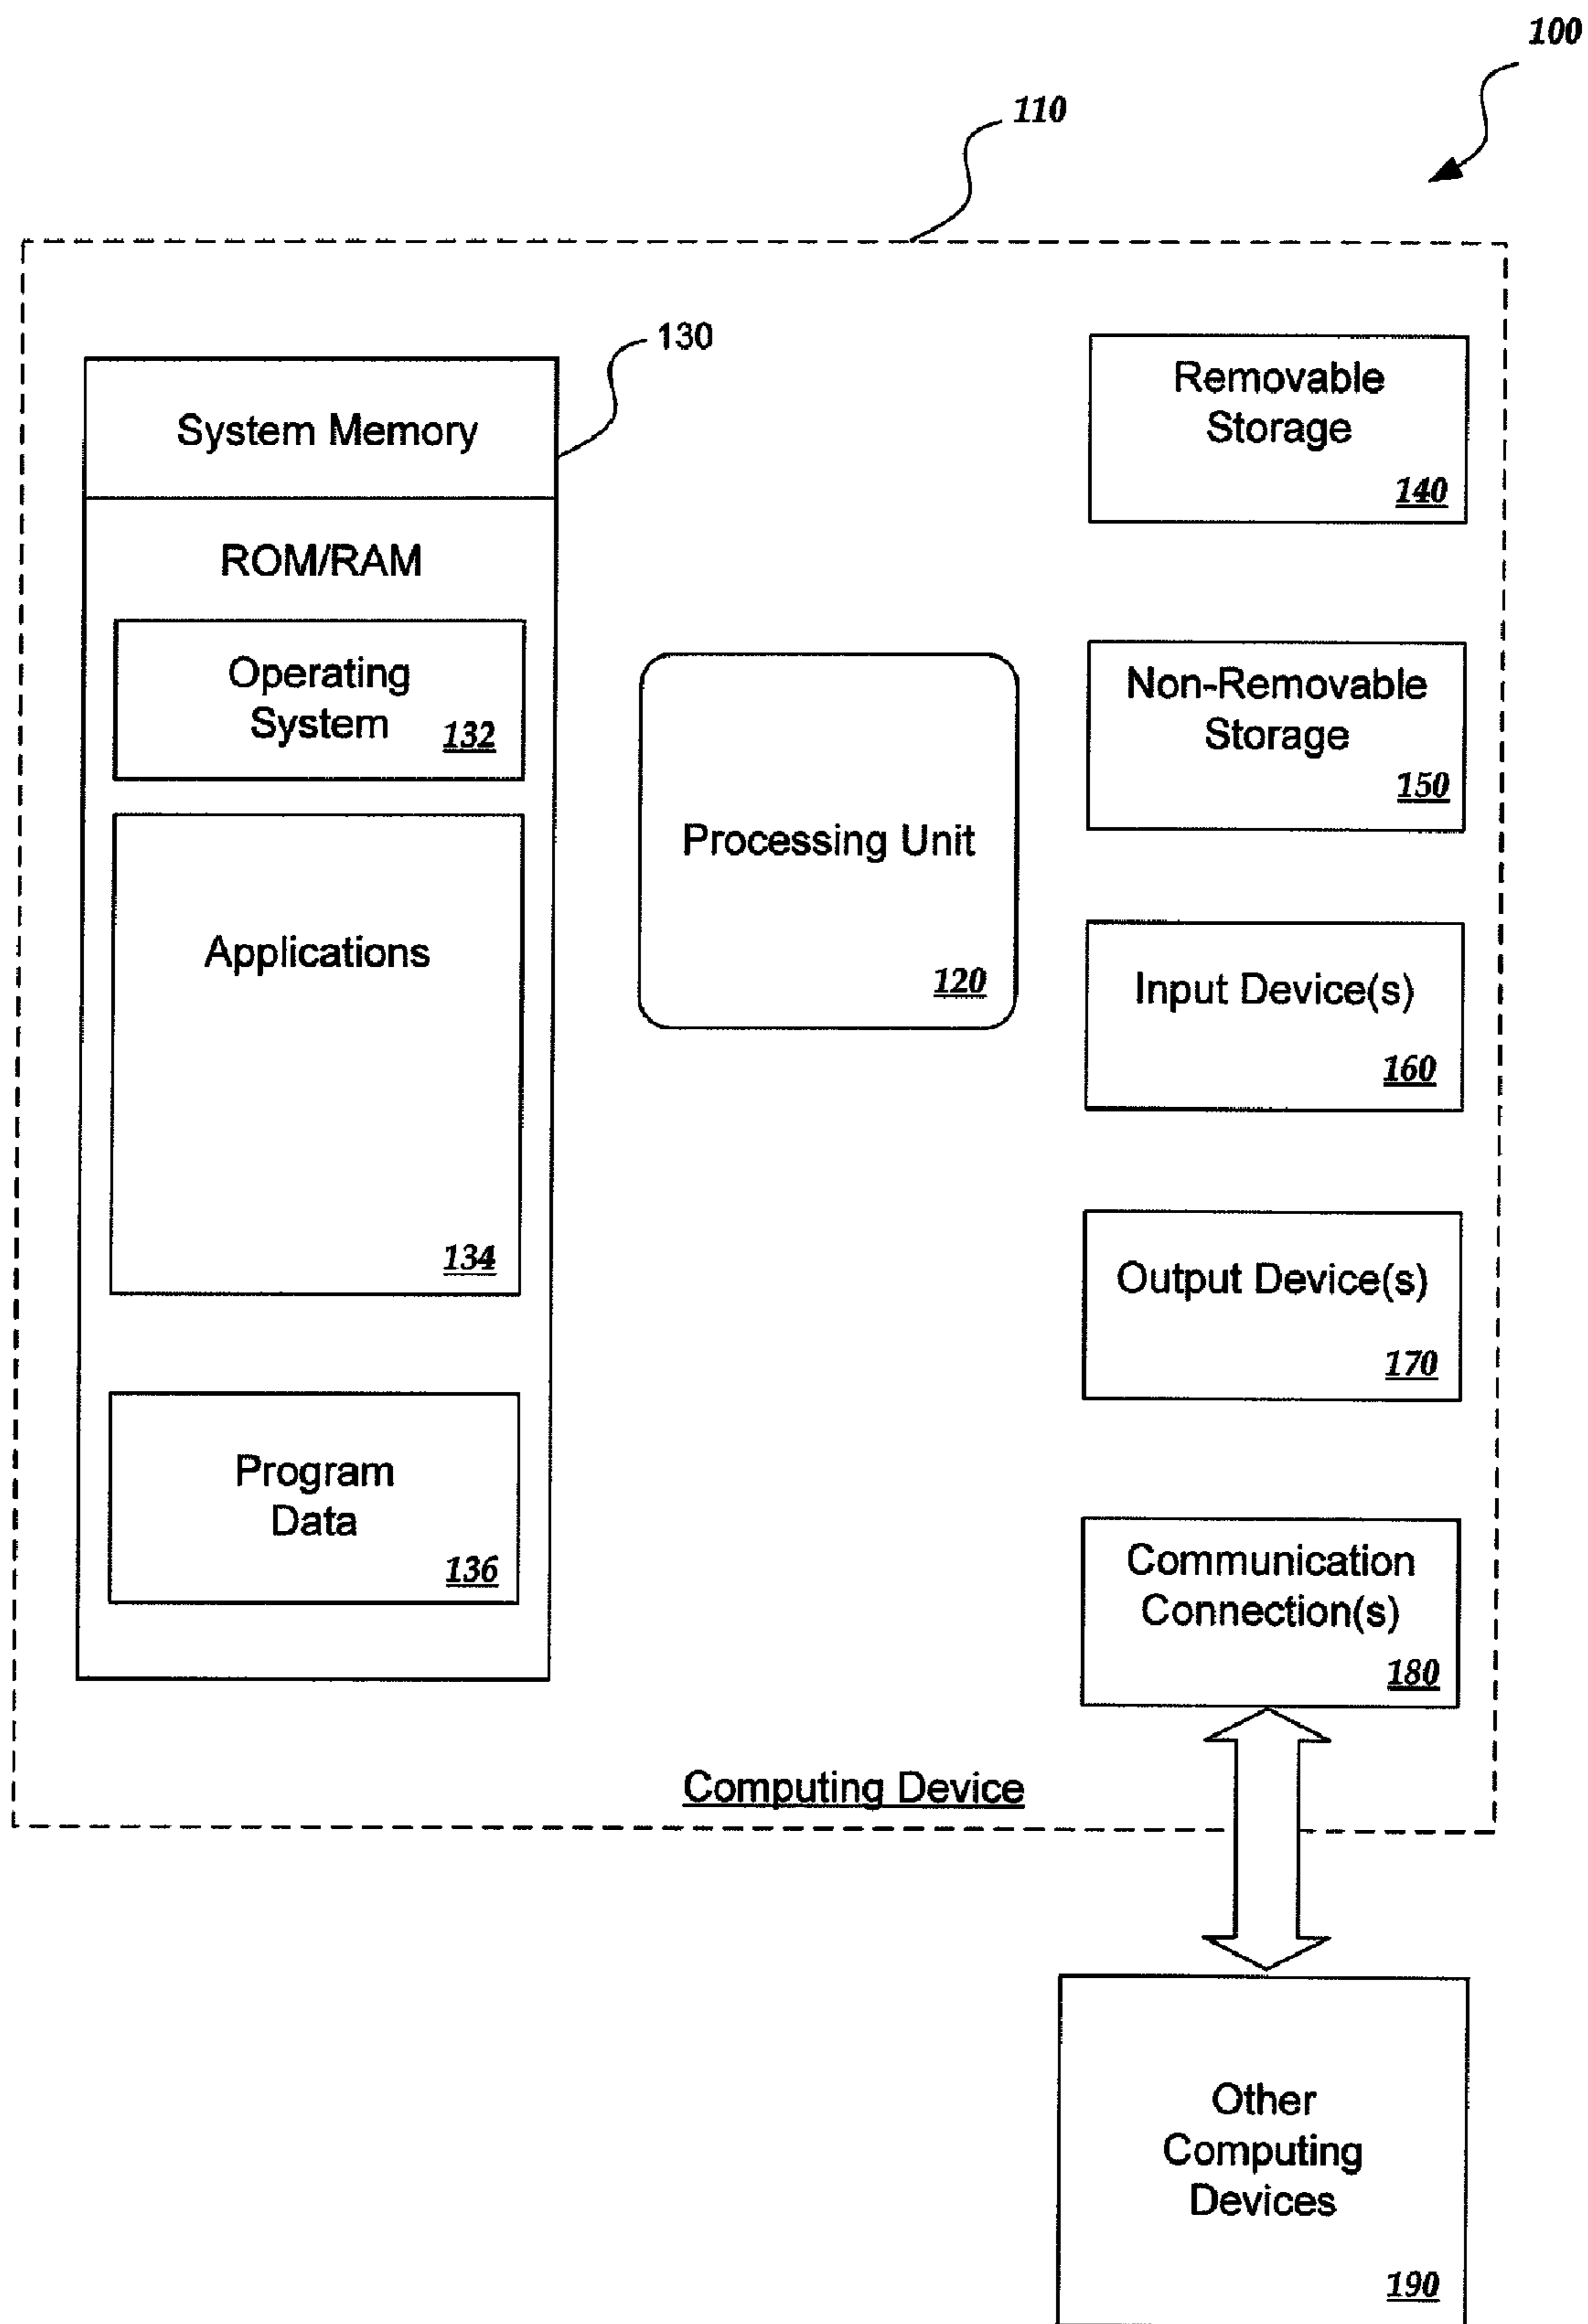 100
110
130
System Memory
ROM/RAM
Operating
System
132
Applications
134
Program
Data
136
Processing Unit
120
Removable
Storage
140
Non-Removable
Storage
150
Input Device(s)
160
Output Device(s)
170
Communication
Connection(s)
180
Computing Device
Other
Computing
Devices
190